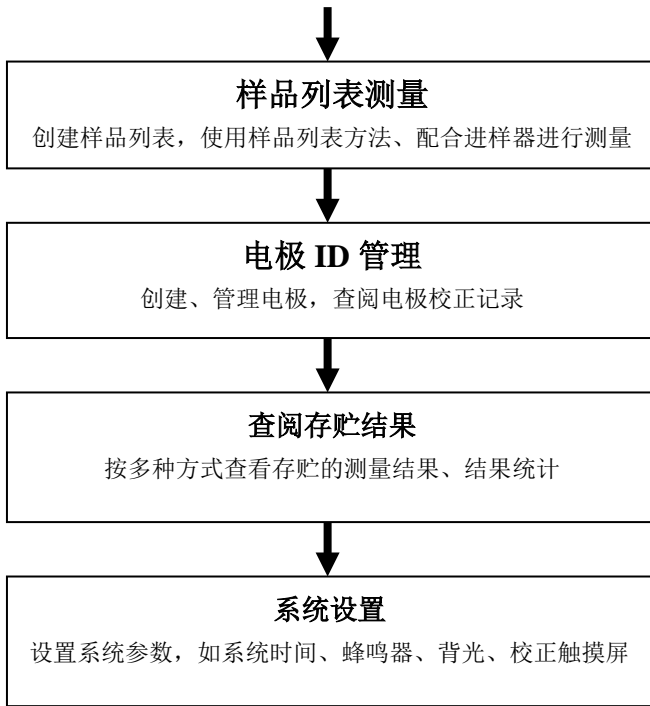 样品列表测量
创建样品列表，使用样品列表方法、配合进样器进行测量
电极 ID 管理
创建、管理电极，查阅电极校正记录
查阅存贮结果
按多种方式查看存贮的测量结果、结果统计
系统设置
设置系统参数，如系统时间、蜂鸣器、背光、校正触摸屏